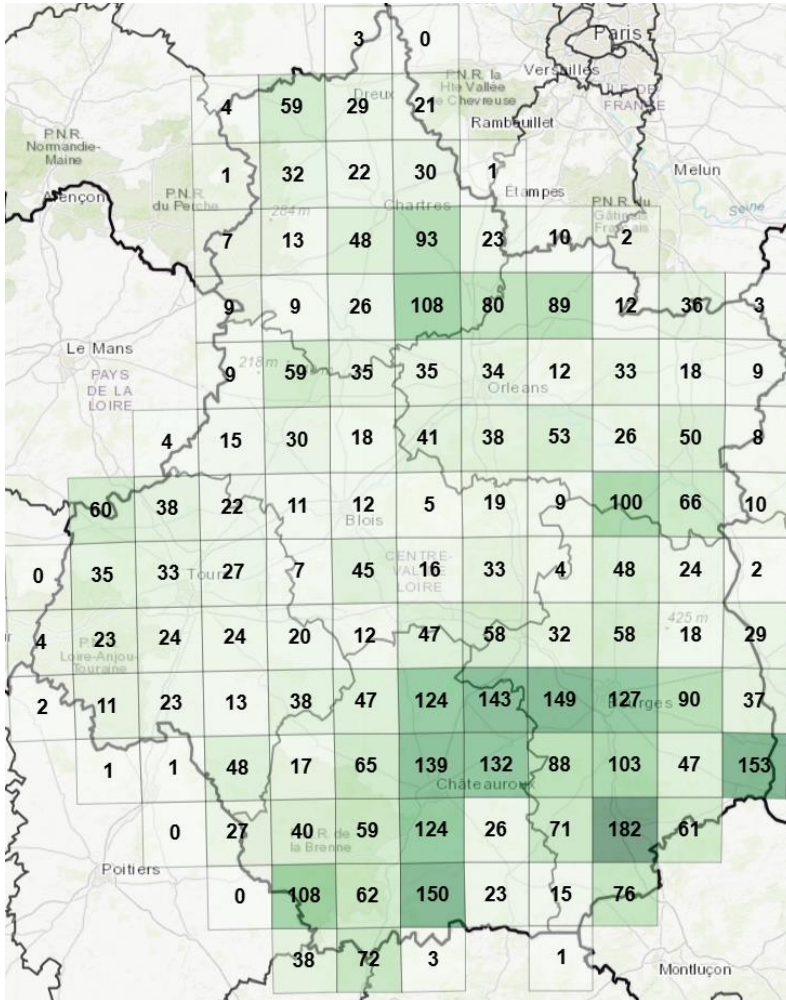 Paris
3 0
Versailles
P.N.R. la
Hte Vallée
de Chevreuse
Dreux
ILE-DE-
FRANCE
4 59 29 21
Rambouillet
P.N.R.
Normandie-
Maine
Melun
1 32 22 30 1
Étampes
P.N.R.
du Perche
Alençon
P.N.R. du
Gâtinais
Français
Seine
284 m
Chartres
7 13 48 93 23 10 2
9 9 26 108 80 89 12 36 3
Le Mans
218 m
PAYS
DE LA
LOIRE
9 59 35 35 34 12 33 18 9
Orleans
4 15 30 18 41 38 53 26 50 8
60 38 22 11 12 5 19 9 100 66 10
Blois
CENTRE-
VAL DE
LOIRE
0 35 33 27 7 45 16 33 4 48 24 2
Tours
425 m
4 23 24 24 20 12 47 58 32 58 18 29
P.N.R.
Loire-Anjou-
Touraine
2 11 23 13 38 47 124 143 149 127 90 37
Bourges
1 1 48 17 65 139 132 88 103 47 153
Châteauroux
0 27 40 59 124 26 71 182 61
P.N.R. de
la Brenne
Poitiers
0 108 62 150 23 15 76
38 72 3 1
Montluçon